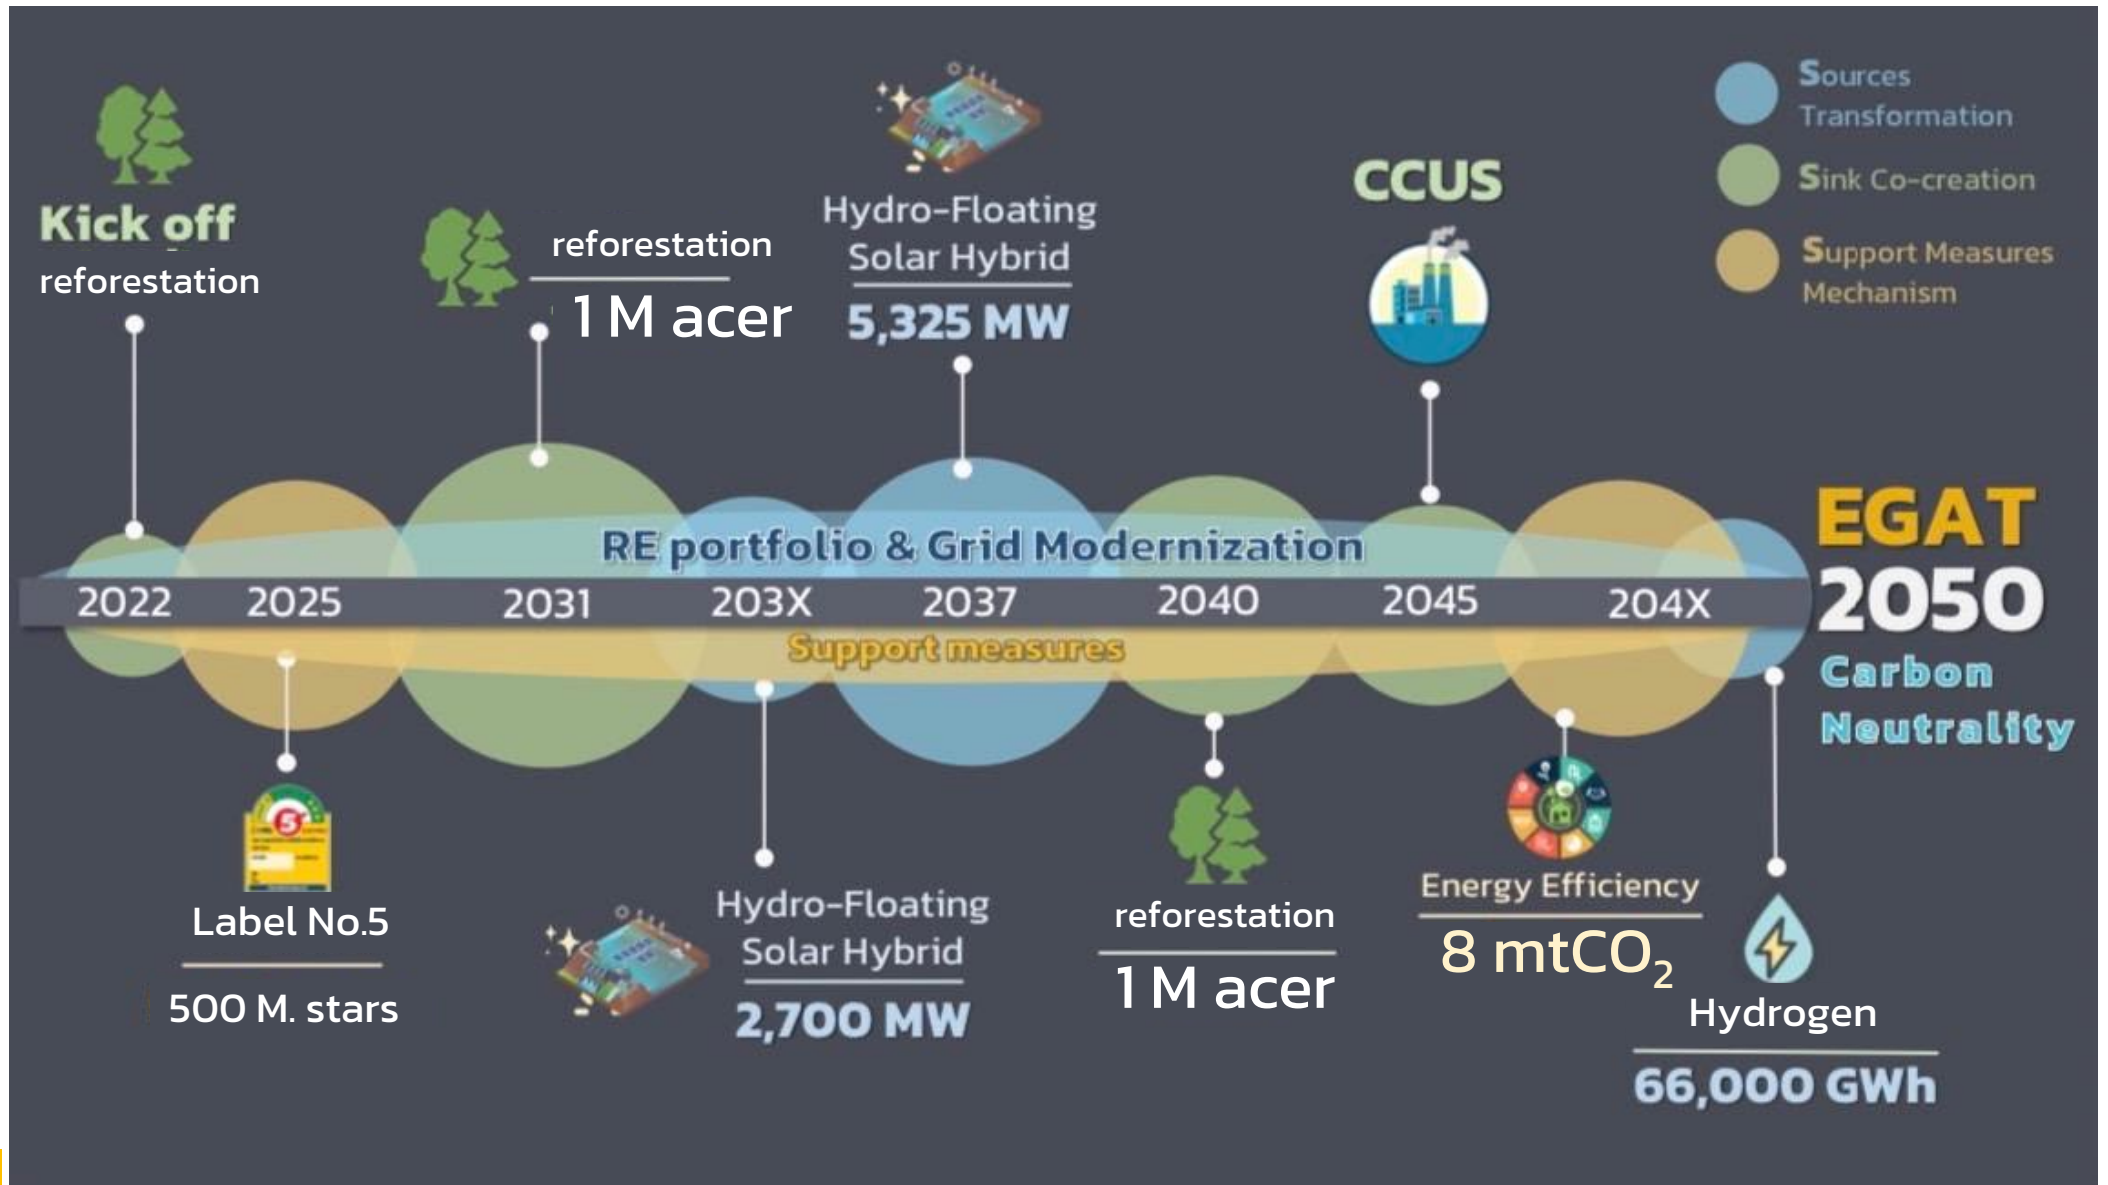 Kick off
reforestation
reforestation
1 M acer
Hydro-Floating
Solar Hybrid
5,325 MW
CCUS
Sources
Transformation
Sink Co-creation
Support Measures
Mechanism
RE portfolio & Grid Modernization
2022 2025 2031 203X 2037 2040 2045 204X
Support measures
EGAT
2050
Carbon
Neutrality
5
Label No.5
500 M. stars
Hydro-Floating
Solar Hybrid
2,700 MW
reforestation
1 M acer
Energy Efficiency
8 mtCO₂
Hydrogen
66,000 GWh